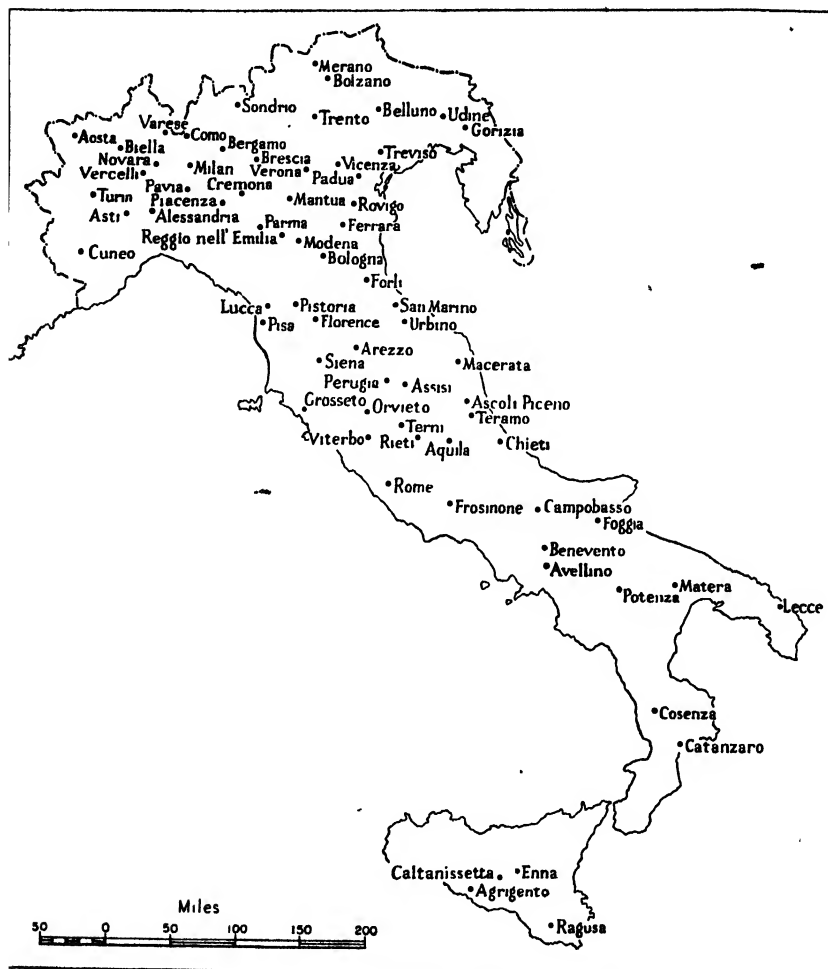 Merano
Bolzano
Sondrio
Trento
Belluno
Udine
Gorizia
Varese
Como
Aosta
Biella
Bergamo
Treviso
Novara
Milan
Brescia
Vicenza
Vercelli
Verona
Padua
Pavia
Cremona
Turin
Piacenza
Mantua
Rovigo
Asti
Alessandria
Parma
Ferrara
Reggio nell' Emilia
Modena
Cuneo
Bologna
Forli
Lucca
Pistoria
San Marino
Pisa
Florence
Urbino
Arezzo
Siena
Macerata
Perugia
Assisi
Grosseto
Orvieto
Ascoli Piceno
Teramo
Terni
Viterbo
Rieti
Aquila
Chieti
Rome
Frosinone
Campobasso
Foggia
Benevento
Avellino
Potenza
Matera
Lecce
Cosenza
Catanzaro
Caltanissetta
Enna
Agrigento
Ragusa
Miles
50 0 50 100 150 200